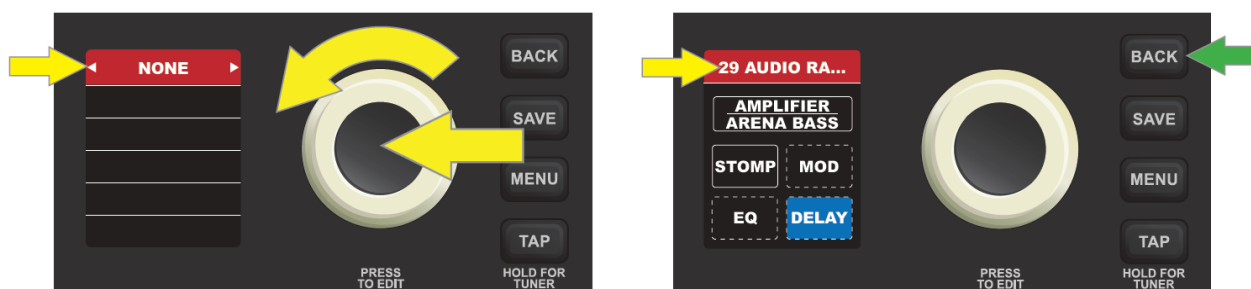 NONE
BACK
SAVE
MENU
TAP
PRESS
TO EDIT
HOLD FOR
TUNER
29 AUDIO RA...
AMPLIFIER
ARENA BASS
STOMP
MOD
EQ
DELAY
BACK
SAVE
MENU
TAP
PRESS
TO EDIT
HOLD FOR
TUNER